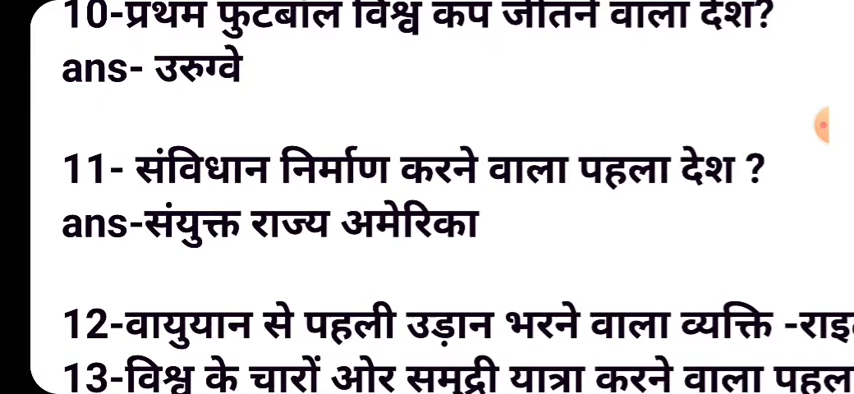 10-प्रथम फुटबॉल विश्व कप जीतने वाला देश?
ans- उरुग्वे
11- संविधान निर्माण करने वाला पहला देश ?
ans-संयुक्त राज्य अमेरिका
12-वायुयान से पहली उड़ान भरने वाला व्यक्ति
13-विश्व के चारों ओर समुद्री यात्रा करने वाला